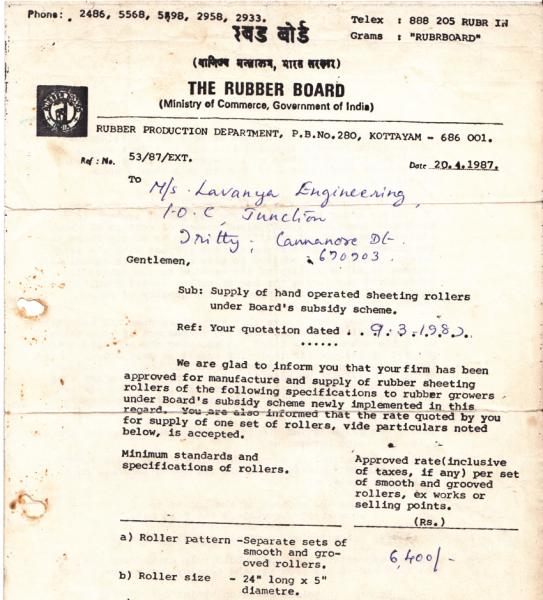 Phone: 2486, 5568, 5898, 2958, 2933.
Telex : 888 205 RUBR IN
Grams : "RUBRBOARD"
रबड बोर्ड
(वाणिज्य मन्त्रालय, भारत सरकार)
THE RUBBER BOARD
(Ministry of Commerce, Government of India)
RUBBER PRODUCTION DEPARTMENT, P.B.No.280, KOTTAYAM - 686 001.
Ref : No. 53/87/EXT.
Date 20.4.1987.
To
M/s. Lavanya Engineering,
I.O.C, Junction
Iritty, Cannanore Dt-
670703.
Gentlemen,
Sub: Supply of hand operated sheeting rollers
under Board's subsidy scheme.
Ref: Your quotation dated . . 9.3.1987.
......
We are glad to inform you that your firm has been
approved for manufacture and supply of rubber sheeting
rollers of the following specifications to rubber growers
under Board's subsidy scheme newly implemented in this
regard. You are also informed that the rate quoted by you
for supply of one set of rollers, vide particulars noted
below, is accepted.
Minimum standards and
specifications of rollers.
Approved rate(inclusive
of taxes, if any) per set
of smooth and grooved
rollers, ex works or
selling points.
(Rs.)
a) Roller pattern -Separate sets of
smooth and gro-
oved rollers.
6,400/-
b) Roller size - 24" long x 5"
diametre.